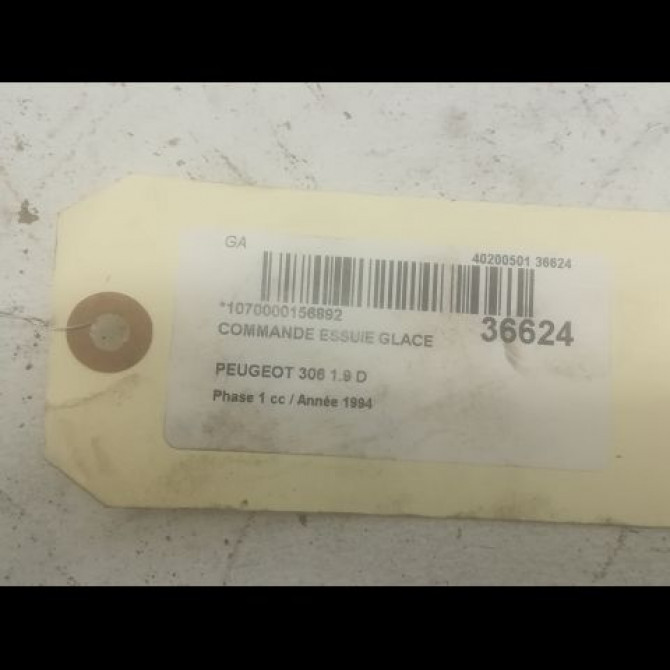 GA
40200501 36624
*1070000156892
COMMANDE ESSUIE GLACE
36624
PEUGEOT 306 1.9 D
Phase 1 cc / Année 1994